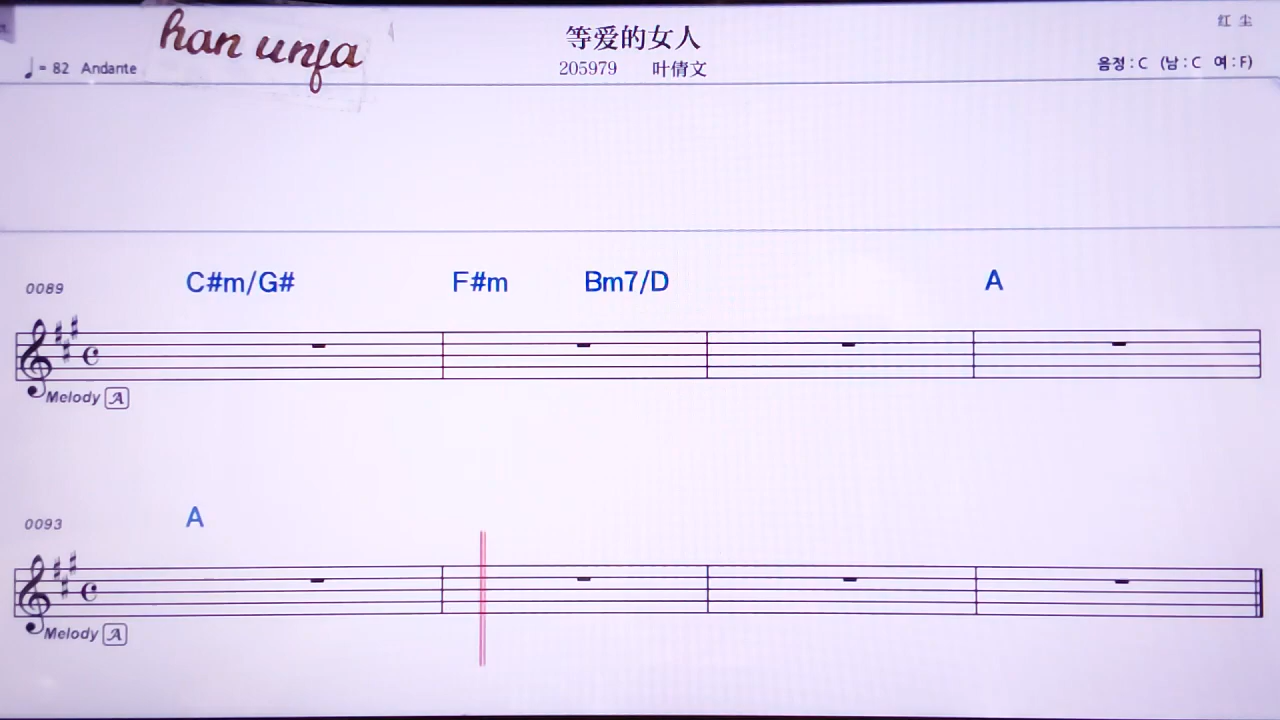 han unfa
等爱的女人
红 尘
♩= 82 Andante
205979 叶倩文
음정 : C (남 : C 여 : F)
0089 C#m/G# F#m Bm7/D A
Melody A
0093 A
Melody A